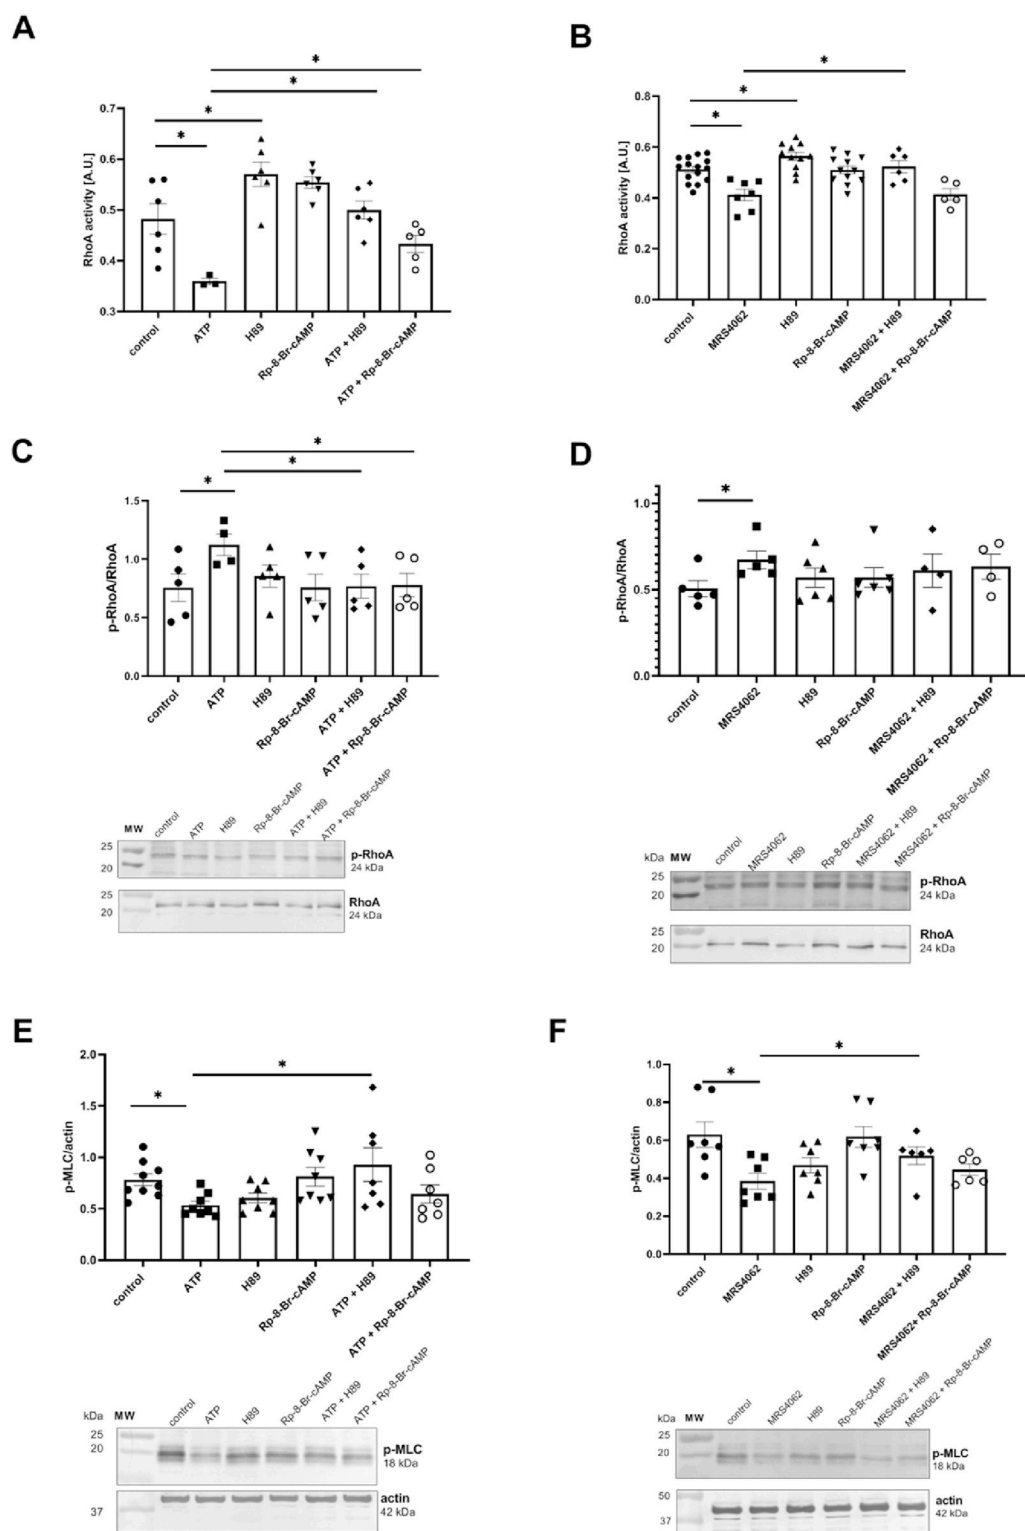 A
*
*
*
*
RhoA activity [A.U.]
0.7
0.6
0.5
0.4
0.3
control
ATP
H89
Rp-8-Br-cAMP
ATP + H89
ATP + Rp-8-Br-cAMP
B
*
*
*
RhoA activity [A.U.]
0.8
0.6
0.4
0.2
0.0
control
MRS4062
H89
Rp-8-Br-cAMP
MRS4062 + H89
MRS4062 + Rp-8-Br-cAMP
C
*
*
*
p-RhoA/RhoA
1.5
1.0
0.5
0.0
control
ATP
H89
Rp-8-Br-cAMP
ATP + H89
ATP + Rp-8-Br-cAMP
MW
control
ATP
H89
Rp-8-Br-cAMP
ATP + H89
ATP + Rp-8-Br-cAMP
25
20
p-RhoA
24 kDa
25
20
RhoA
24 kDa
D
*
p-RhoA/RhoA
1.0
0.5
0.0
control
MRS4062
H89
Rp-8-Br-cAMP
MRS4062 + H89
MRS4062 + Rp-8-Br-cAMP
kDa
MW
control
MRS4062
H89
Rp-8-Br-cAMP
MRS4062 + H89
MRS4062 + Rp-8-Br-cAMP
25
20
p-RhoA
24 kDa
25
20
RhoA
24 kDa
E
*
*
p-MLC/actin
2.0
1.5
1.0
0.5
0.0
control
ATP
H89
Rp-8-Br-cAMP
ATP + H89
ATP + Rp-8-Br-cAMP
kDa
MW
control
ATP
H89
Rp-8-Br-cAMP
ATP + H89
ATP + Rp-8-Br-cAMP
25
20
p-MLC
18 kDa
37
actin
42 kDa
F
*
*
p-MLC/actin
1.0
0.8
0.6
0.4
0.2
0.0
control
MRS4062
H89
Rp-8-Br-cAMP
MRS4062 + H89
MRS4062+ Rp-8-Br-cAMP
kDa
MW
control
MRS4062
H89
Rp-8-Br-cAMP
MRS4062 + H89
MRS4062 + Rp-8-Br-cAMP
25
20
p-MLC
18 kDa
50
37
actin
42 kDa